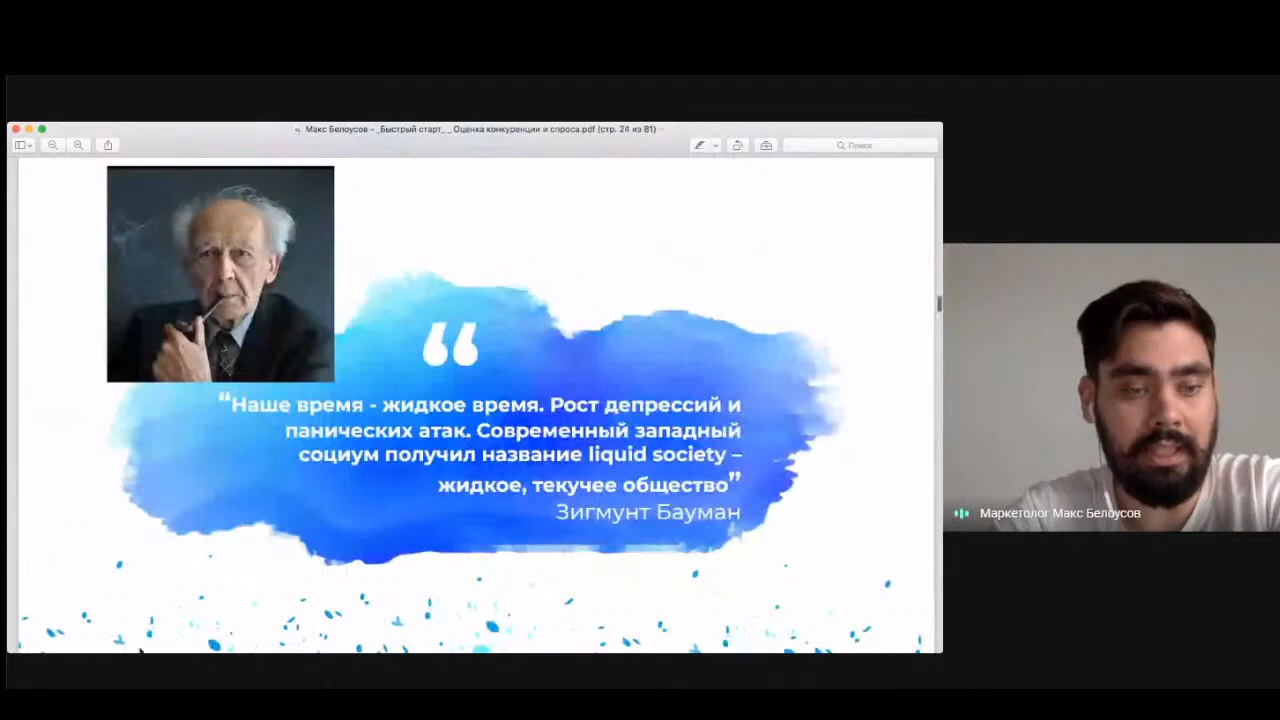 Макс Белоусов - _Быстрый старт_ _ Оценка конкуренции и спроса.pdf (стр. 24 из 81)
Поиск
“
“Наше время - жидкое время. Рост депрессий и
панических атак. Современный западный
социум получил название liquid society –
жидкое, текучее общество”
Зигмунт Бауман
Маркетолог Макс Белоусов